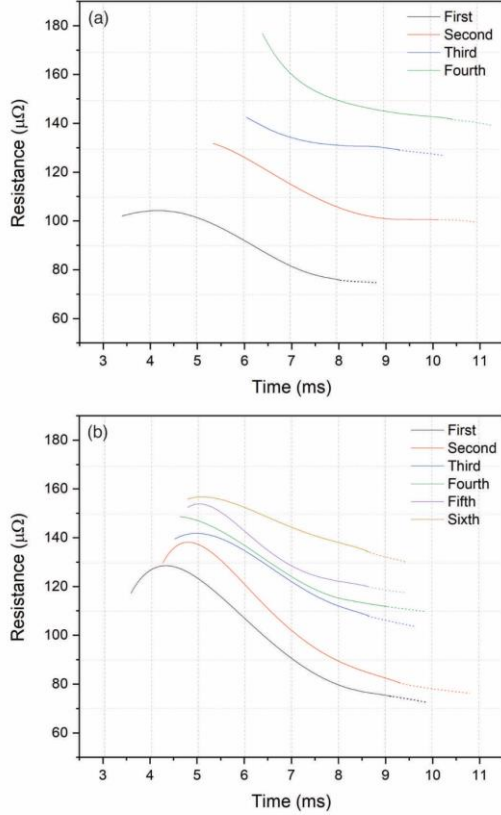 (a)
First
Second
Third
Fourth
180
160
140
120
100
80
60
Resistance (μΩ)
3 4 5 6 7 8 9 10 11
Time (ms)
(b)
First
Second
Third
Fourth
Fifth
Sixth
180
160
140
120
100
80
60
Resistance (μΩ)
3 4 5 6 7 8 9 10 11
Time (ms)